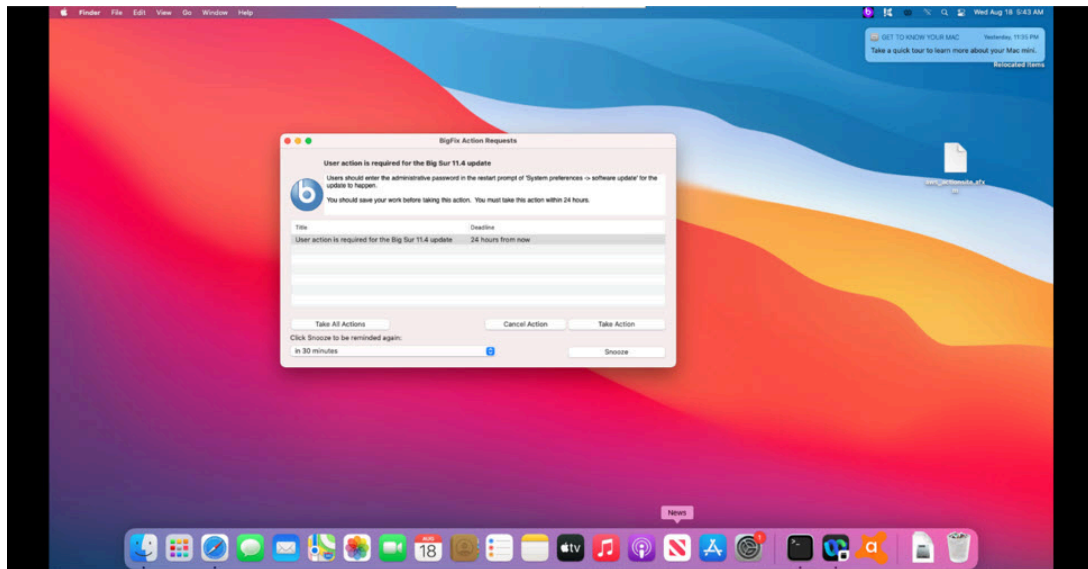 Finder File Edit View Go Window Help
Wed Aug 18 5:43 AM
GET TO KNOW YOUR MAC Yesterday, 11:35 PM
Take a quick tour to learn more about your Mac mini.
Relocated Items
BigFix Action Requests
User action is required for the Big Sur 11.4 update
Users should enter the administrative password in the restart prompt of 'System preferences -> software update' for the
update to happen.
You should save your work before taking this action. You must take this action within 24 hours.
Title Deadline
User action is required for the Big Sur 11.4 update 24 hours from now
Take All Actions Cancel Action Take Action
Click Snooze to be reminded again:
in 30 minutes Snooze
News
AUG
18
tv
1